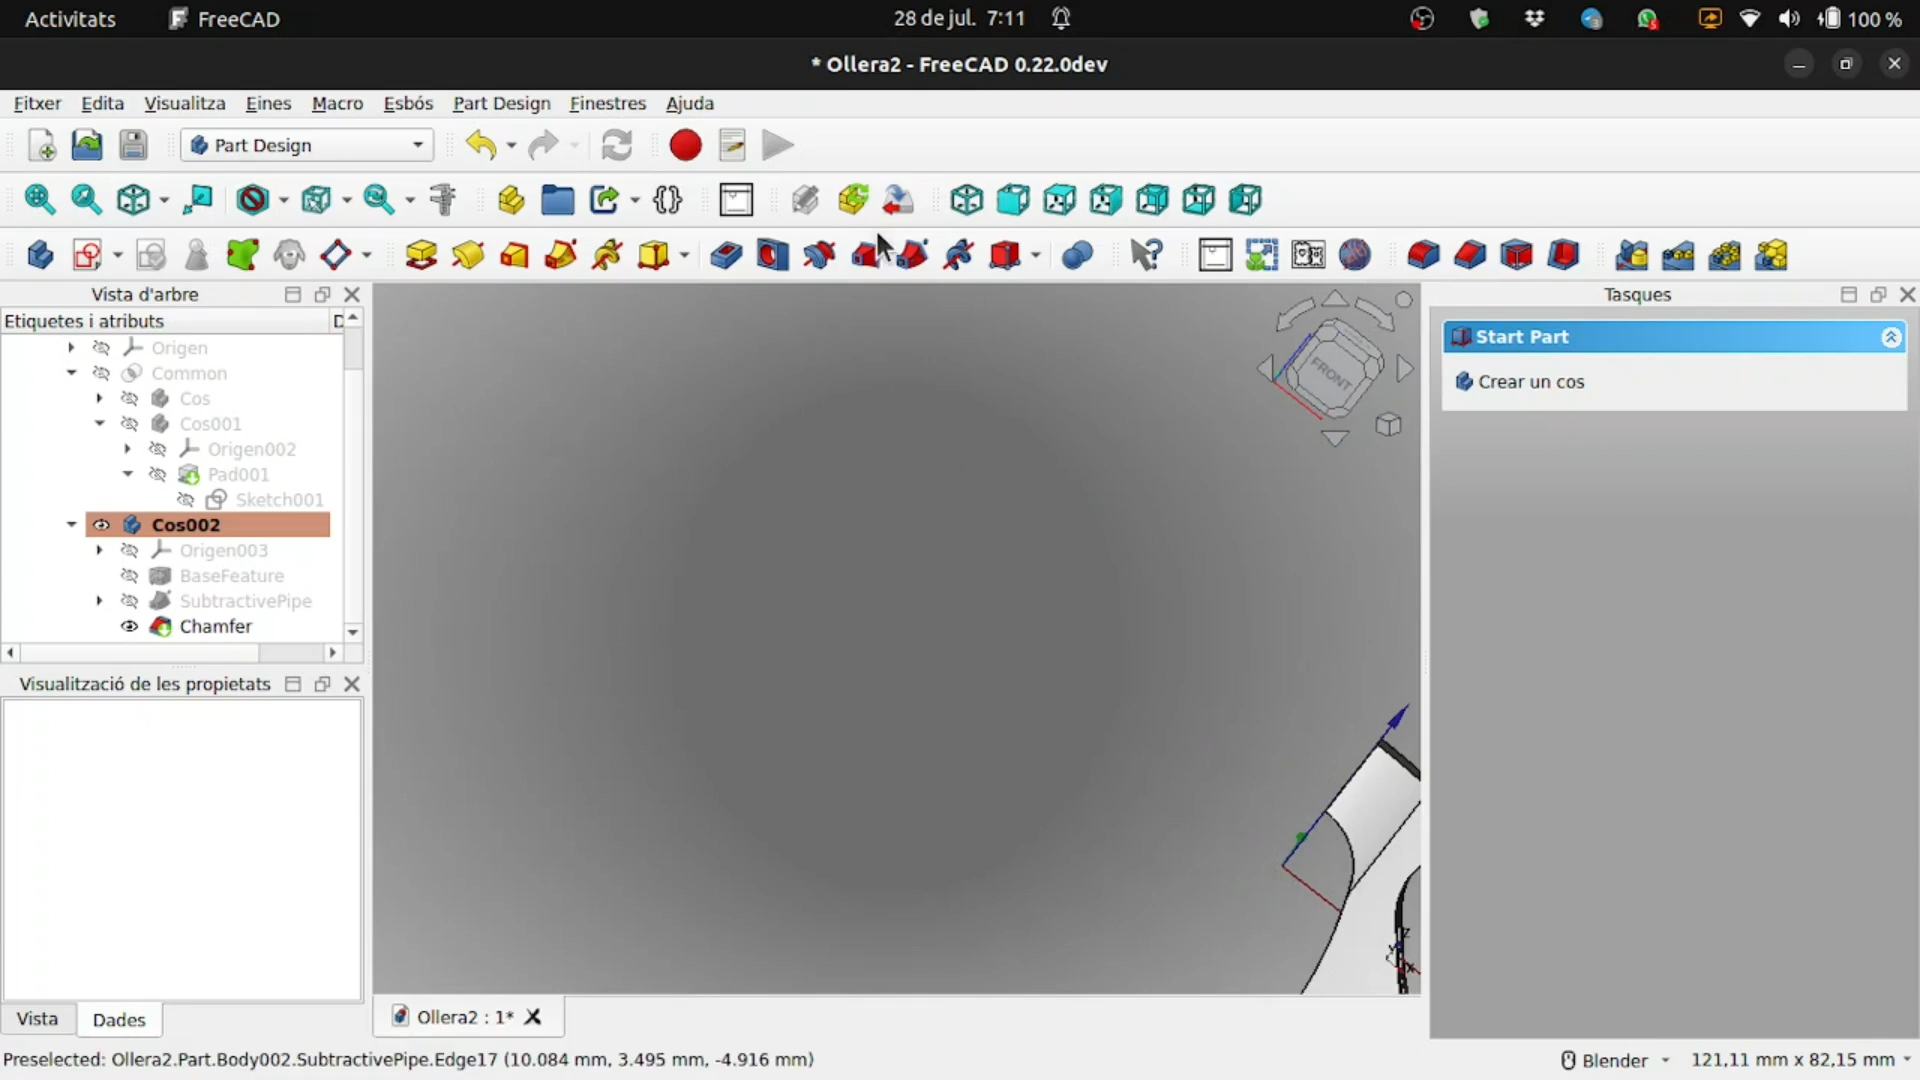 Activitats
FreeCAD
28 de jul. 7:11
100 %
* Ollera2 - FreeCAD 0.22.0dev
Fitxer Edita Visualitza Eines Macro Esbós Part Design Finestres Ajuda
Part Design
Vista d'arbre
Tasques
Etiquetes i atributs
D
Start Part
Crear un cos
FRONT
Origen
Common
Cos
Cos001
Origen002
Pad001
Sketch001
Cos002
Origen003
BaseFeature
SubtractivePipe
Chamfer
Visualització de les propietats
Z
Y
X
Vista Dades
Ollera2 : 1*
Preselected: Ollera2.Part.Body002.SubtractivePipe.Edge17 (10.084 mm, 3.495 mm, -4.916 mm)
Blender
121,11 mm x 82,15 mm